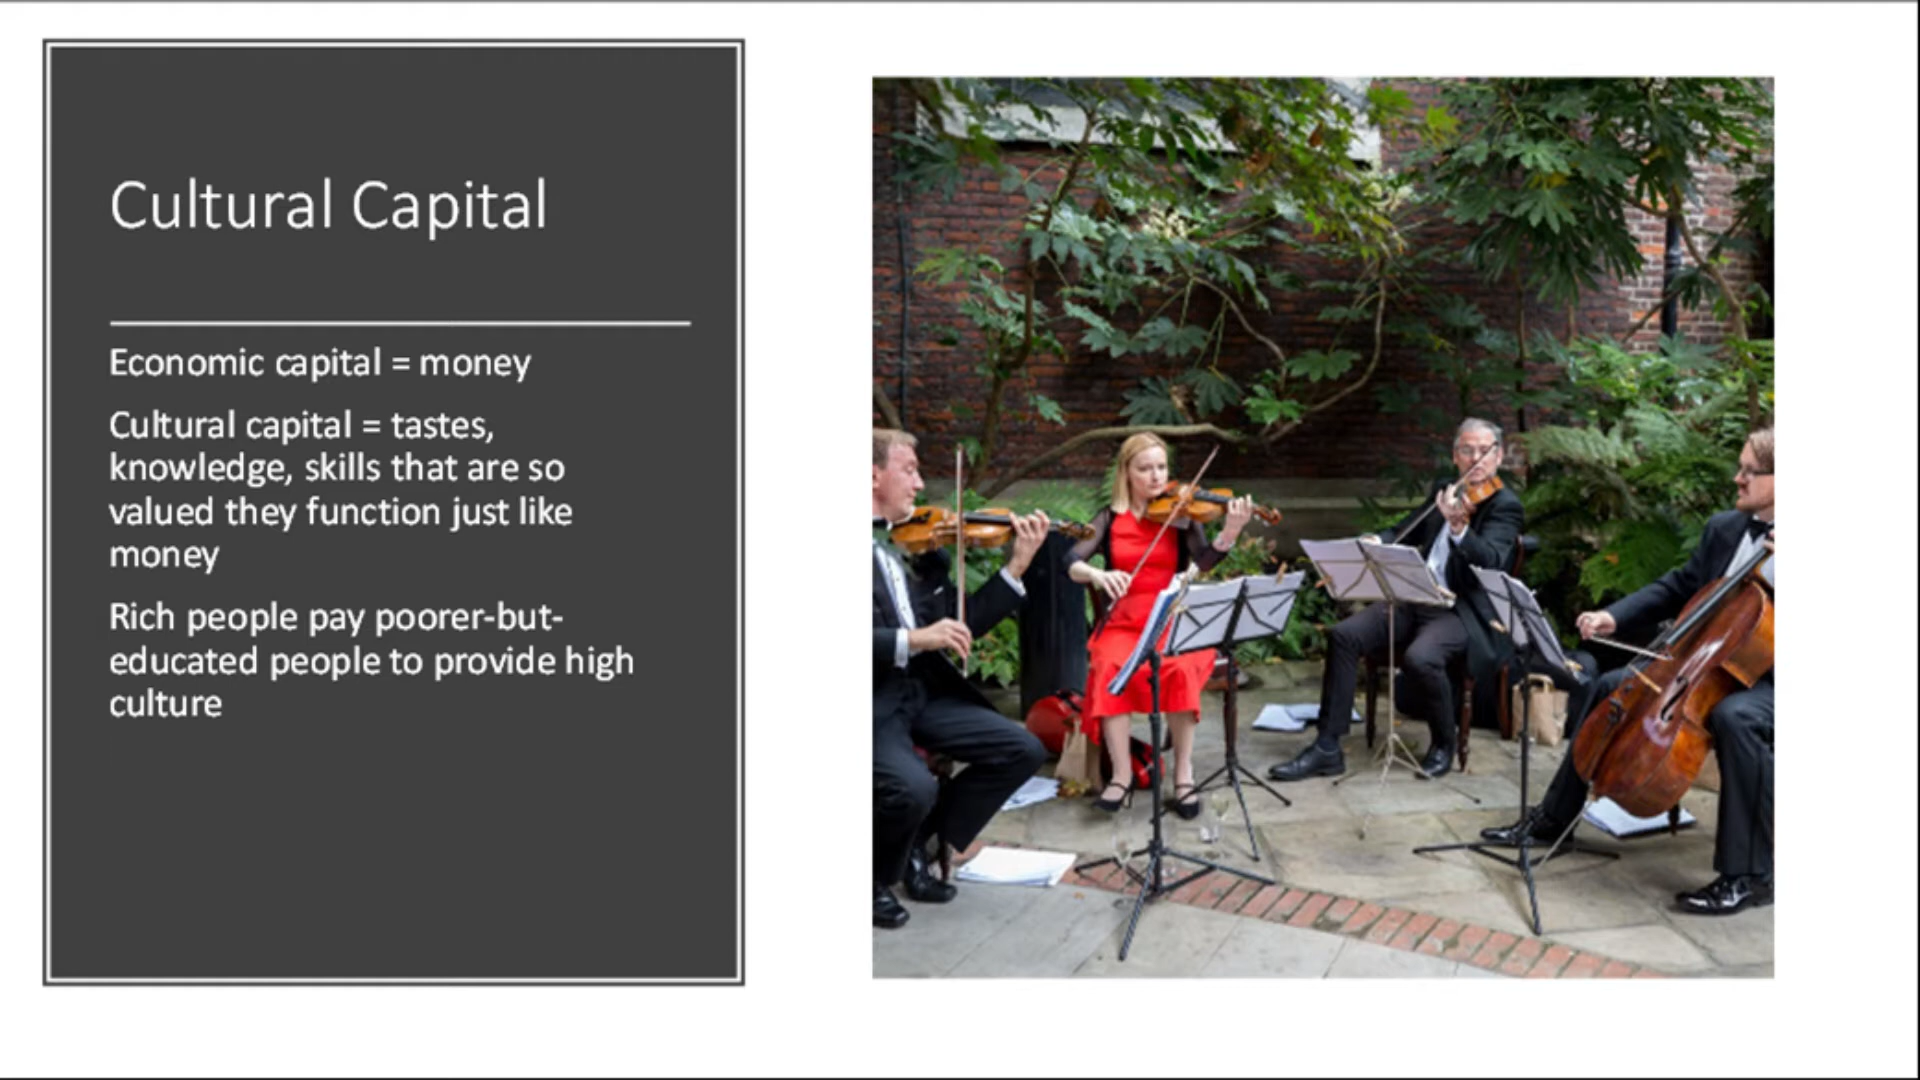 Cultural Capital
Economic capital = money
Cultural capital = tastes,
knowledge, skills that are so
valued they function just like
money
Rich people pay poorer-but-
educated people to provide high
culture